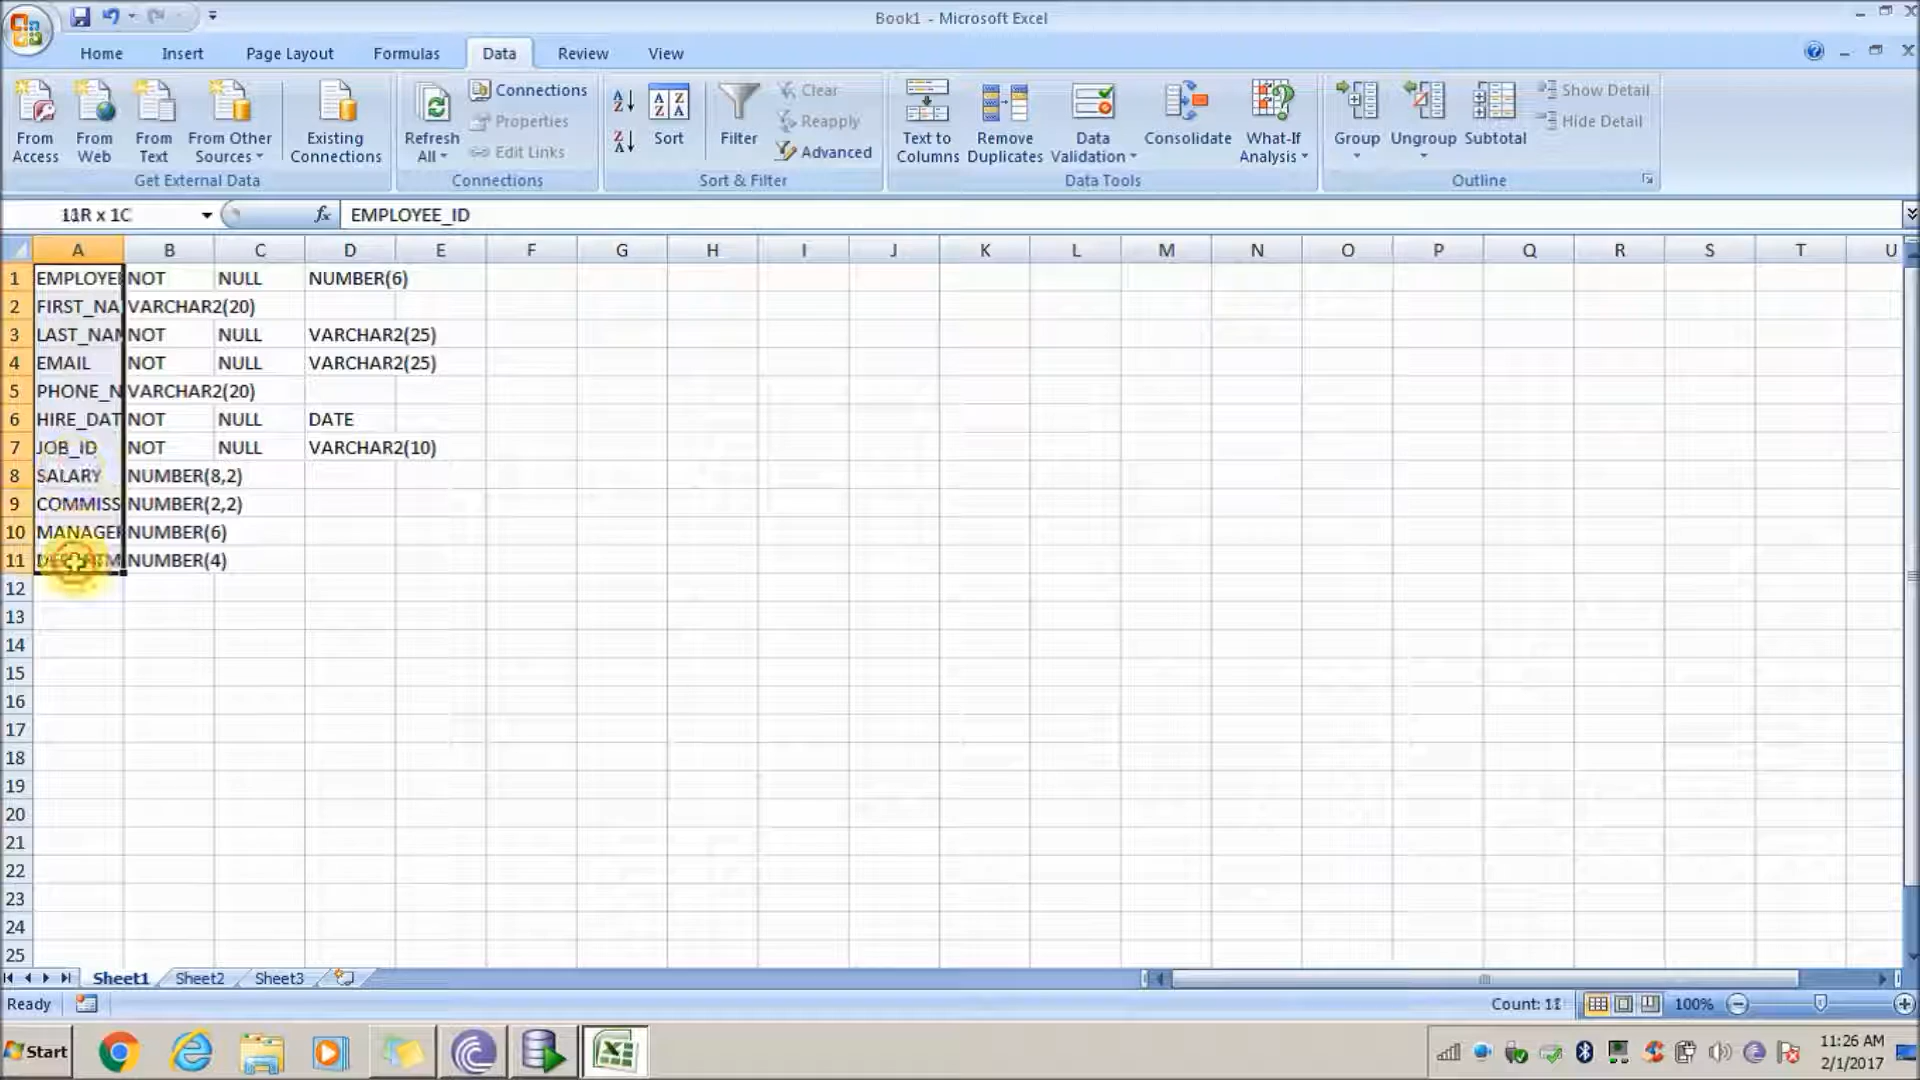 Book1 - Microsoft Excel
Home Insert Page Layout Formulas Data Review View
From Access From Web From Text From Other Sources Existing Connections Refresh All Connections Properties Edit Links Sort Filter Clear Reapply Advanced Text to Columns Remove Duplicates Data Validation Consolidate What-If Analysis Group Ungroup Subtotal Show Detail Hide Detail
Get External Data Connections Sort & Filter Data Tools Outline
11R x 1C fx EMPLOYEE_ID
A B C D E F G H I J K L M N O P Q R S T U
1 EMPLOYEE NOT NULL NUMBER(6)
2 FIRST_NA VARCHAR2(20)
3 LAST_NAM NOT NULL VARCHAR2(25)
4 EMAIL NOT NULL VARCHAR2(25)
5 PHONE_N VARCHAR2(20)
6 HIRE_DAT NOT NULL DATE
7 JOB_ID NOT NULL VARCHAR2(10)
8 SALARY NUMBER(8,2)
9 COMMISS NUMBER(2,2)
10 MANAGER NUMBER(6)
11 NUMBER(4)
12
13
14
15
16
17
18
19
20
21
22
23
24
25
Sheet1 Sheet2 Sheet3
Ready Count: 11 100%
Start 11:26 AM
2/1/2017